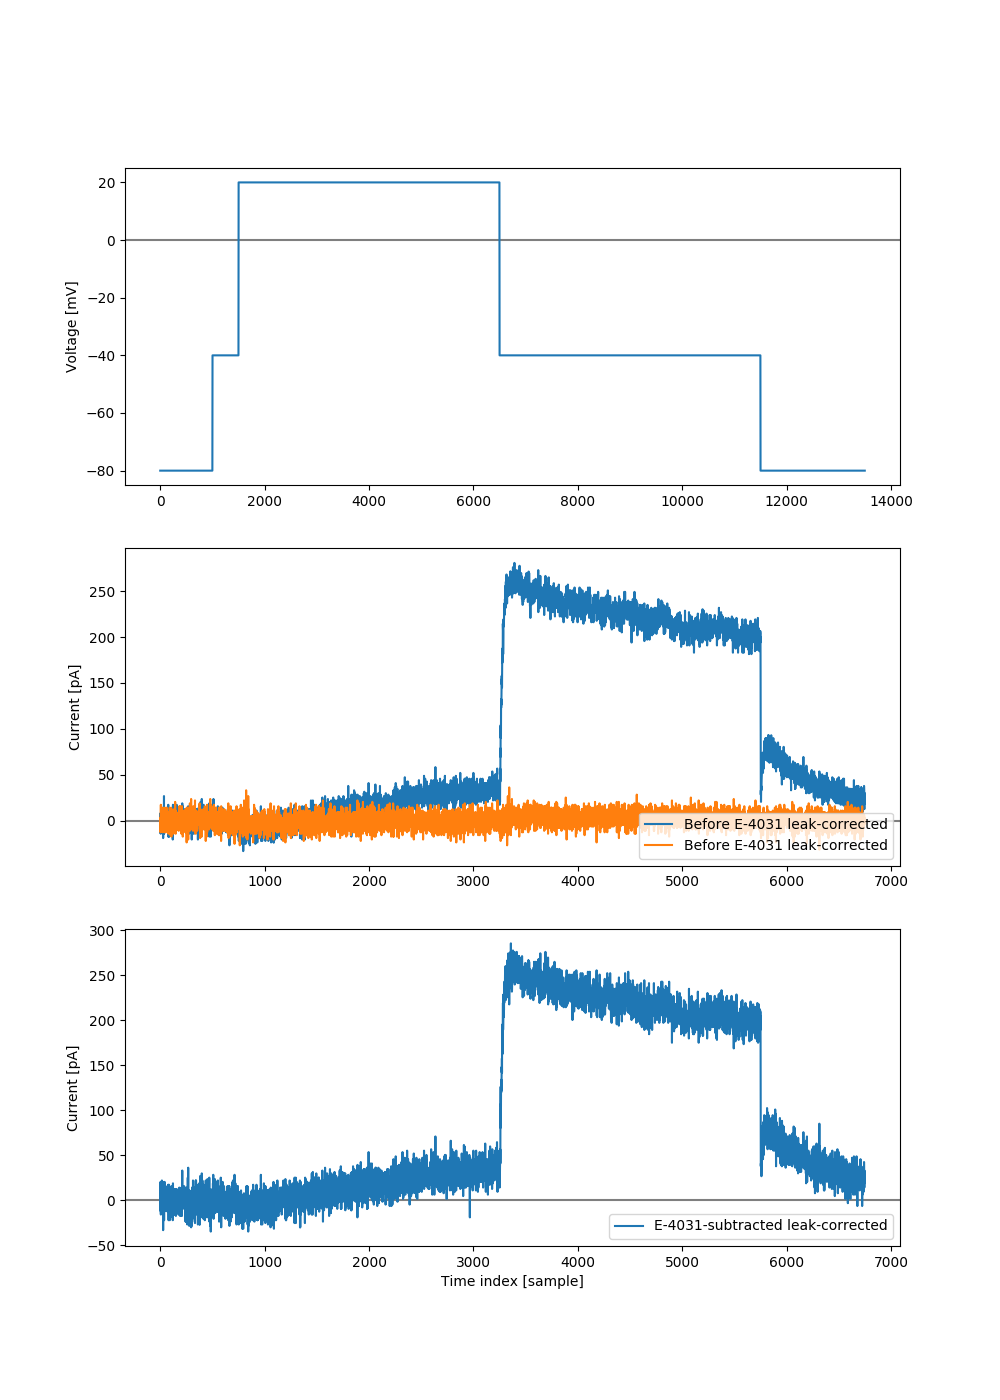 20
0
−20
−40
−60
−80
Voltage [mV]
0 2000 4000 6000 8000 10000 12000 14000
250
200
150
100
50
0
Current [pA]
Before E-4031 leak-corrected
Before E-4031 leak-corrected
0 1000 2000 3000 4000 5000 6000 7000
300
250
200
150
100
50
0
−50
Current [pA]
E-4031-subtracted leak-corrected
0 1000 2000 3000 4000 5000 6000 7000
Time index [sample]